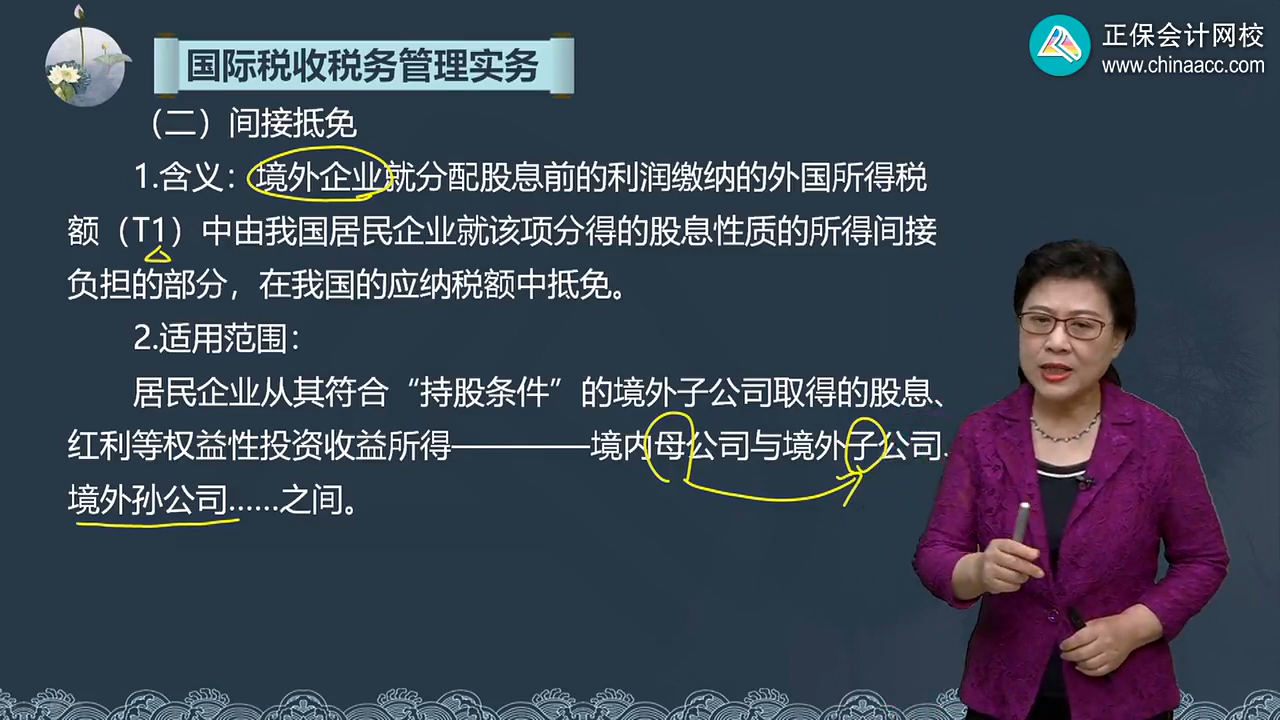 国际税收税务管理实务
正保会计网校
www.chinaacc.com
（二）间接抵免
1.含义：境外企业就分配股息前的利润缴纳的外国所得税
额（T1）中由我国居民企业就该项分得的股息性质的所得间接
负担的部分，在我国的应纳税额中抵免。
2.适用范围：
居民企业从其符合“持股条件”的境外子公司取得的股息、
红利等权益性投资收益所得————境内母公司与境外子公司、
境外孙公司……之间。